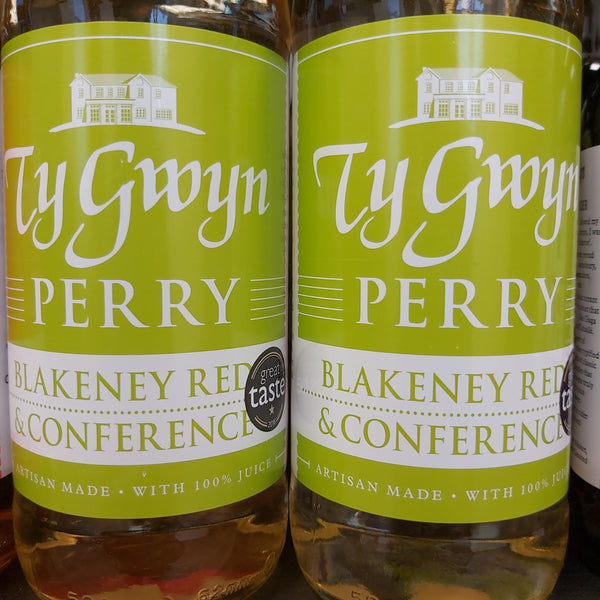 Ty Gwyn
PERRY
BLAKENEY RED
& CONFERENCE
great
taste
ARTISAN MADE • WITH 100% JUICE
Ty Gwyn
PERRY
BLAKENEY RED
& CONFERENCE
ARTISAN MADE • WITH 100% JUICE